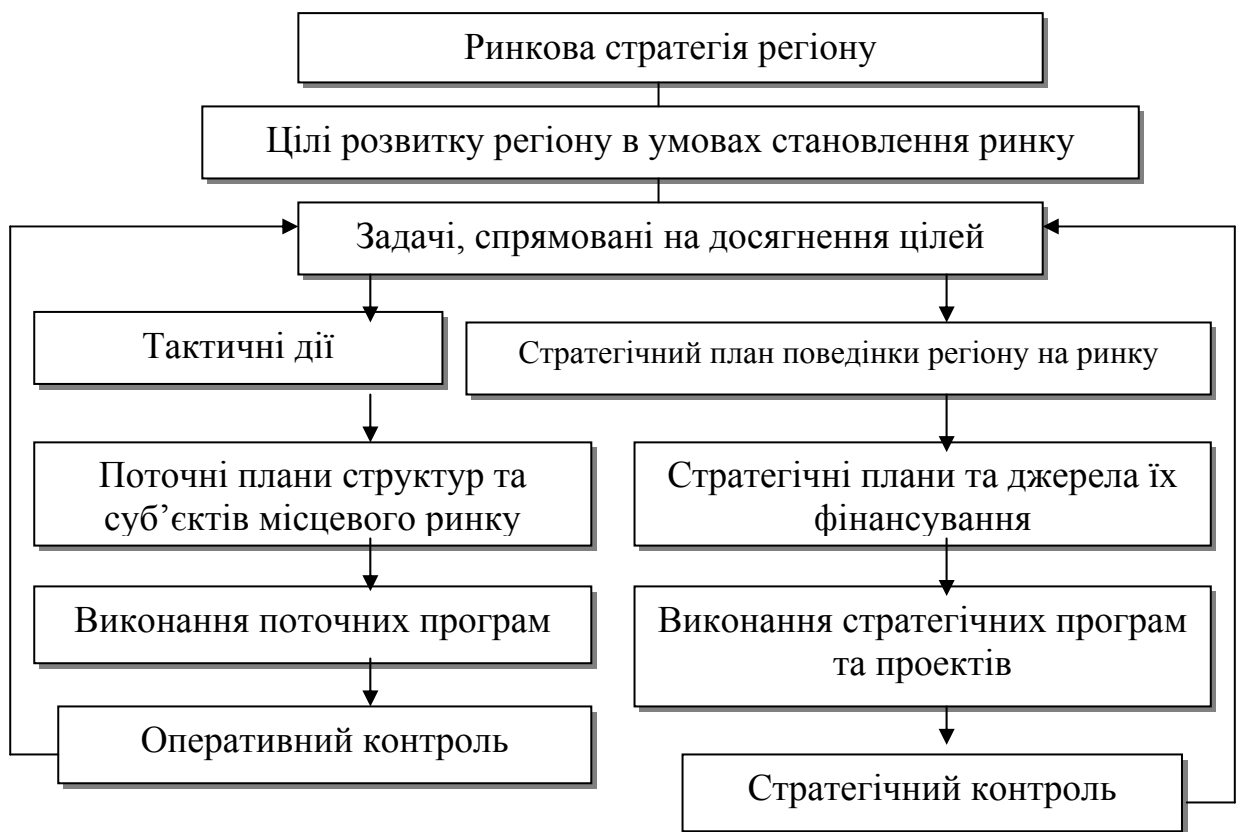 Ринкова стратегія регіону
Цілі розвитку регіону в умовах становлення ринку
Задачі, спрямовані на досягнення цілей
Тактичні дії
Стратегічний план поведінки регіону на ринку
Поточні плани структур та
суб’єктів місцевого ринку
Стратегічні плани та джерела їх
фінансування
Виконання поточних програм
Виконання стратегічних програм
та проектів
Оперативний контроль
Стратегічний контроль